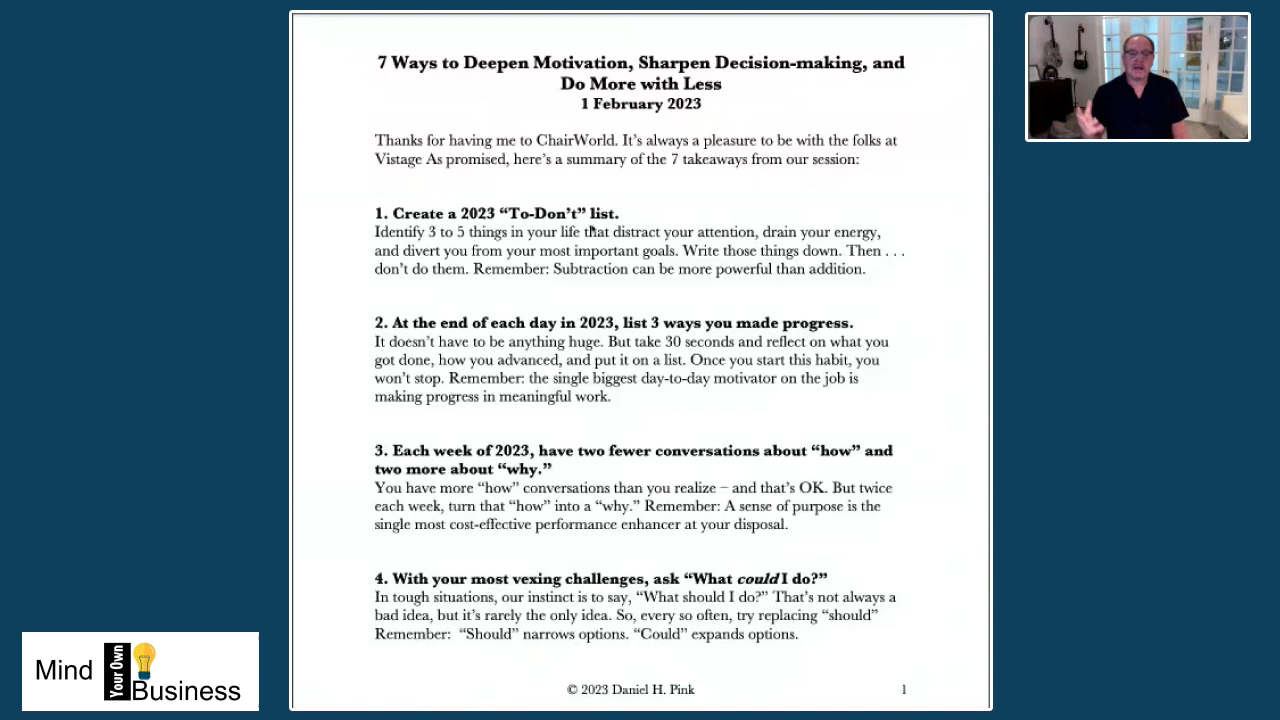 7 Ways to Deepen Motivation, Sharpen Decision-making, and
Do More with Less
1 February 2023
Thanks for having me to ChairWorld. It’s always a pleasure to be with the folks at
Vistage As promised, here’s a summary of the 7 takeaways from our session:
1. Create a 2023 “To-Don’t” list.
Identify 3 to 5 things in your life that distract your attention, drain your energy,
and divert you from your most important goals. Write those things down. Then . . .
don’t do them. Remember: Subtraction can be more powerful than addition.
2. At the end of each day in 2023, list 3 ways you made progress.
It doesn’t have to be anything huge. But take 30 seconds and reflect on what you
got done, how you advanced, and put it on a list. Once you start this habit, you
won’t stop. Remember: the single biggest day-to-day motivator on the job is
making progress in meaningful work.
3. Each week of 2023, have two fewer conversations about “how” and
two more about “why.”
You have more “how” conversations than you realize – and that’s OK. But twice
each week, turn that “how” into a “why.” Remember: A sense of purpose is the
single most cost-effective performance enhancer at your disposal.
4. With your most vexing challenges, ask “What could I do?”
In tough situations, our instinct is to say, “What should I do?” That’s not always a
bad idea, but it’s rarely the only idea. So, every so often, try replacing “should”
Remember:  “Should” narrows options. “Could” expands options.
© 2023 Daniel H. Pink 1
Mind
Your Own
Business